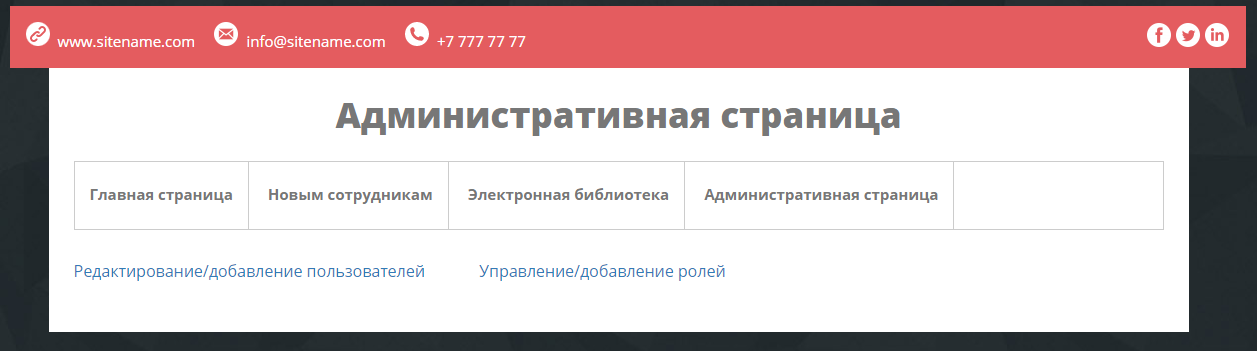 www.sitename.com info@sitename.com +7 777 77 77
Административная страница
Главная страница Новым сотрудникам Электронная библиотека Административная страница
Редактирование/добавление пользователей Управление/добавление ролей